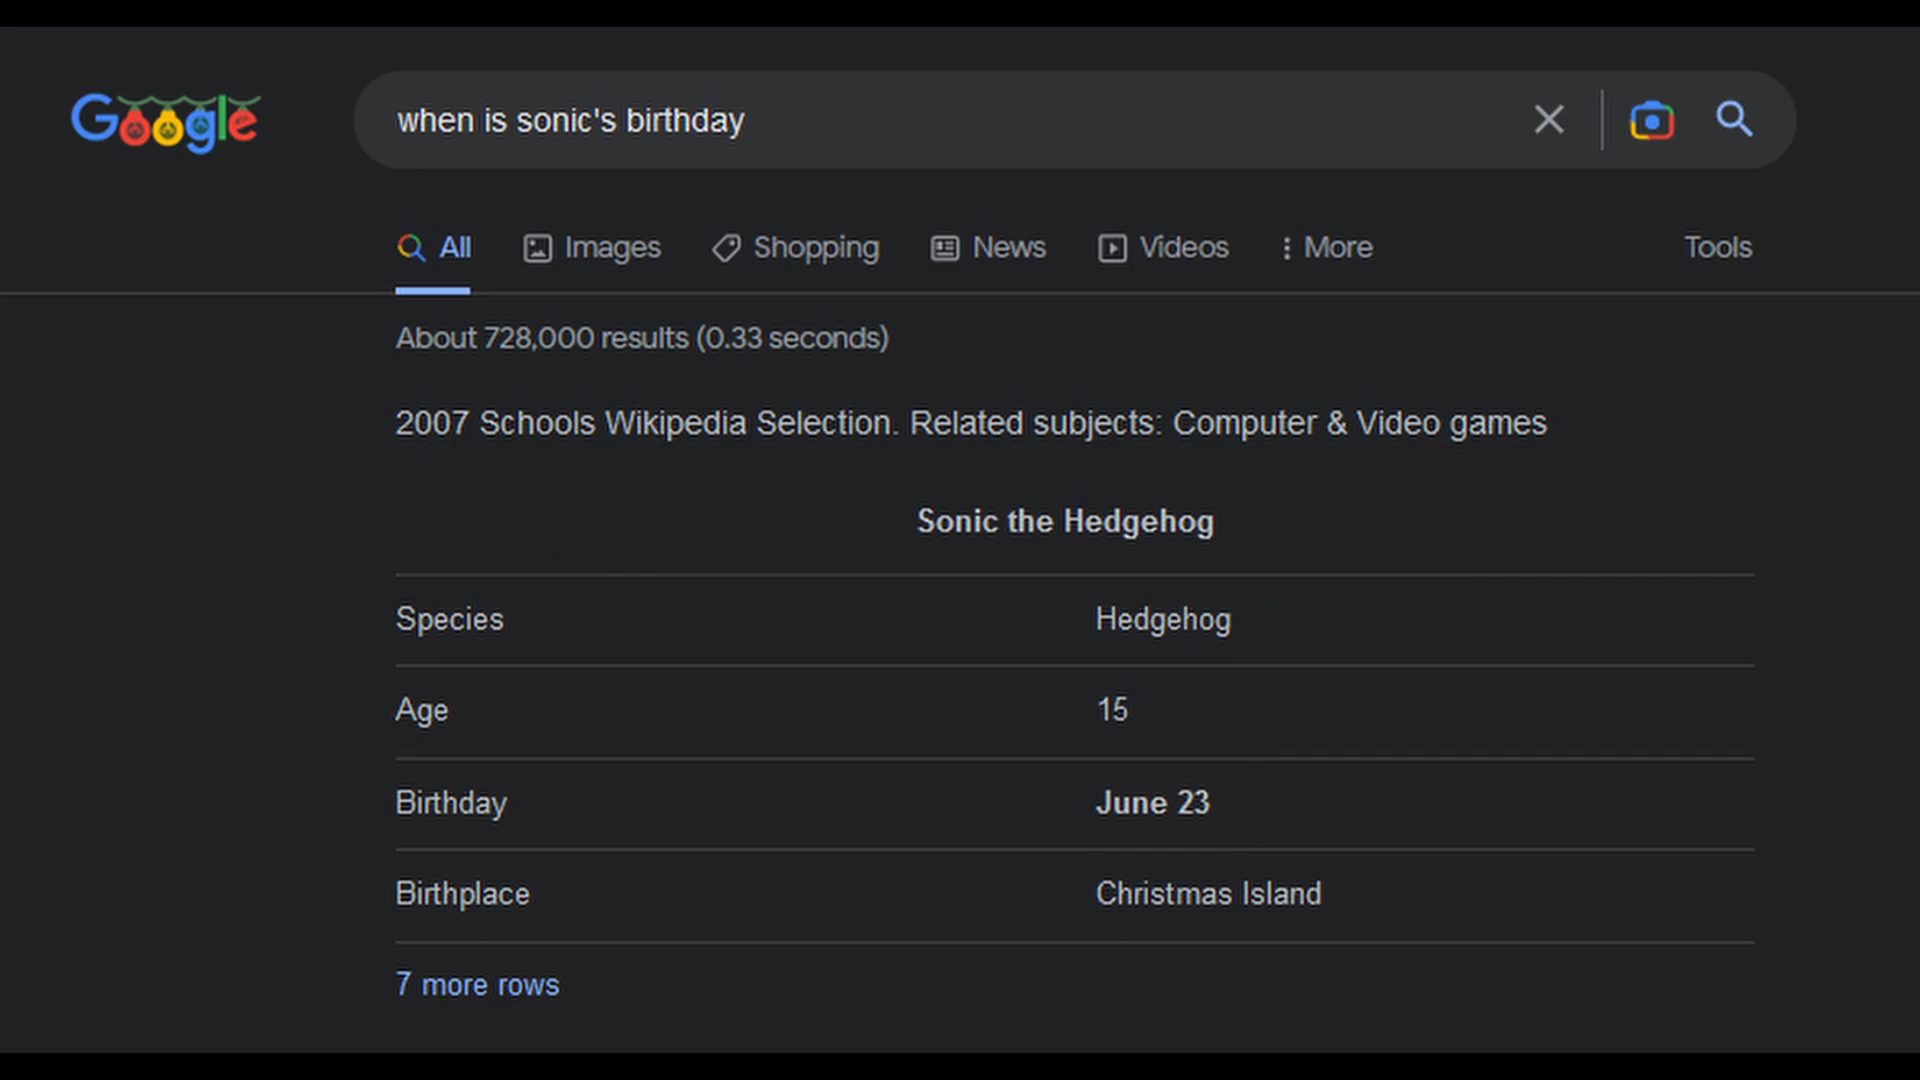 Google
when is sonic's birthday
All Images Shopping News Videos More Tools
About 728,000 results (0.33 seconds)
2007 Schools Wikipedia Selection. Related subjects: Computer & Video games
Sonic the Hedgehog
Species Hedgehog
Age 15
Birthday June 23
Birthplace Christmas Island
7 more rows